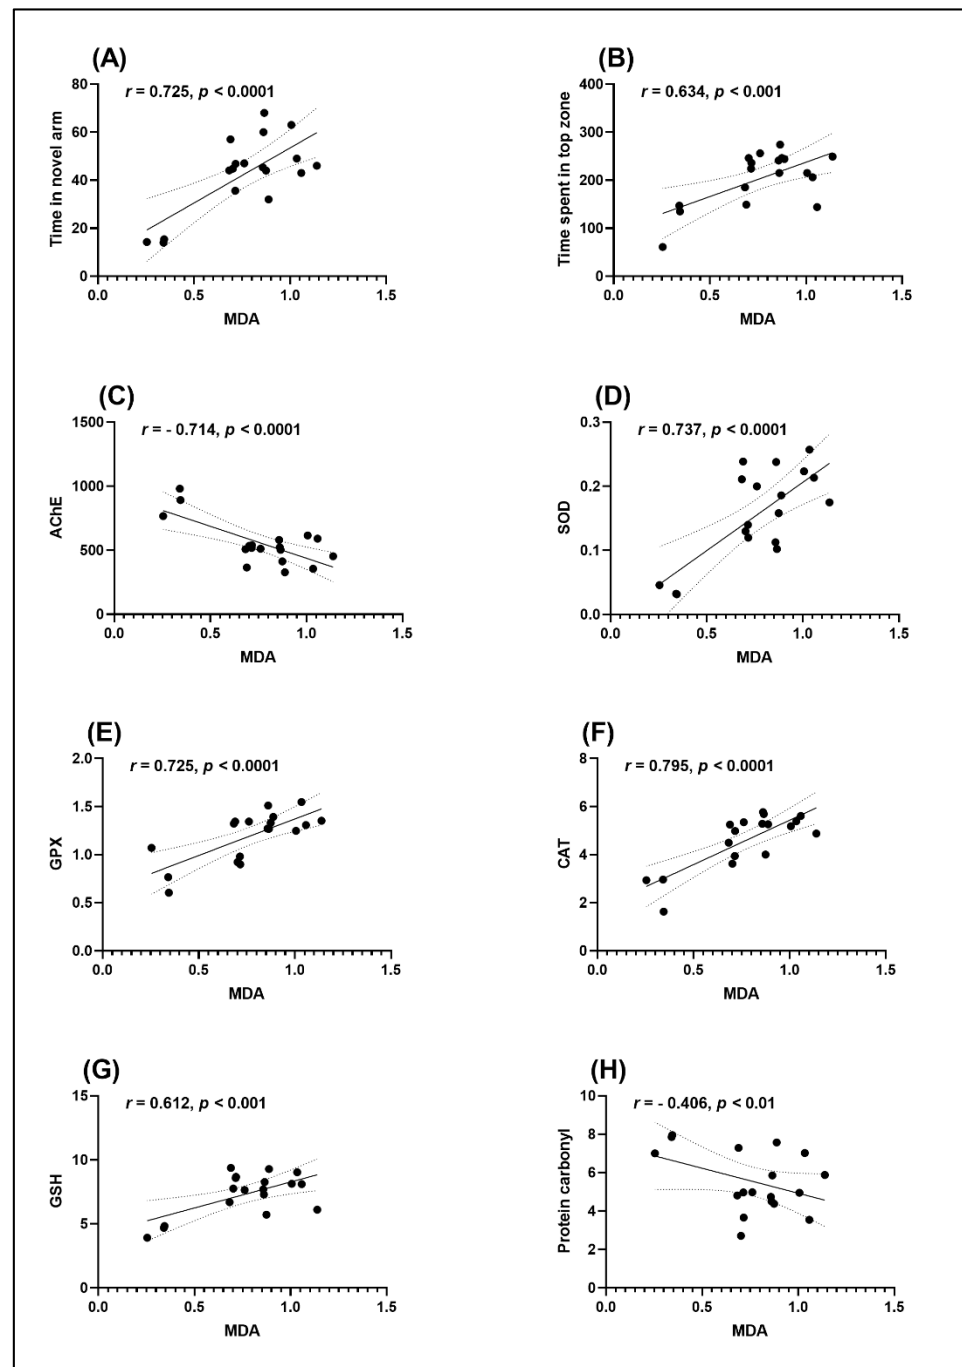 (A)
r = 0.725, p < 0.0001
80
60
40
20
0
Time in novel arm
0.0 0.5 1.0 1.5
MDA
(B)
r = 0.634, p < 0.001
400
300
200
100
0
Time spent in top zone
0.0 0.5 1.0 1.5
MDA
(C)
r = - 0.714, p < 0.0001
1500
1000
500
0
AChE
0.0 0.5 1.0 1.5
MDA
(D)
r = 0.737, p < 0.0001
0.3
0.2
0.1
0.0
SOD
0.0 0.5 1.0 1.5
MDA
(E)
r = 0.725, p < 0.0001
2.0
1.5
1.0
0.5
0.0
GPX
0.0 0.5 1.0 1.5
MDA
(F)
r = 0.795, p < 0.0001
8
6
4
2
0
CAT
0.0 0.5 1.0 1.5
MDA
(G)
r = 0.612, p < 0.001
15
10
5
0
GSH
0.0 0.5 1.0 1.5
MDA
(H)
r = - 0.406, p < 0.01
10
8
6
4
2
0
Protein carbonyl
0.0 0.5 1.0 1.5
MDA